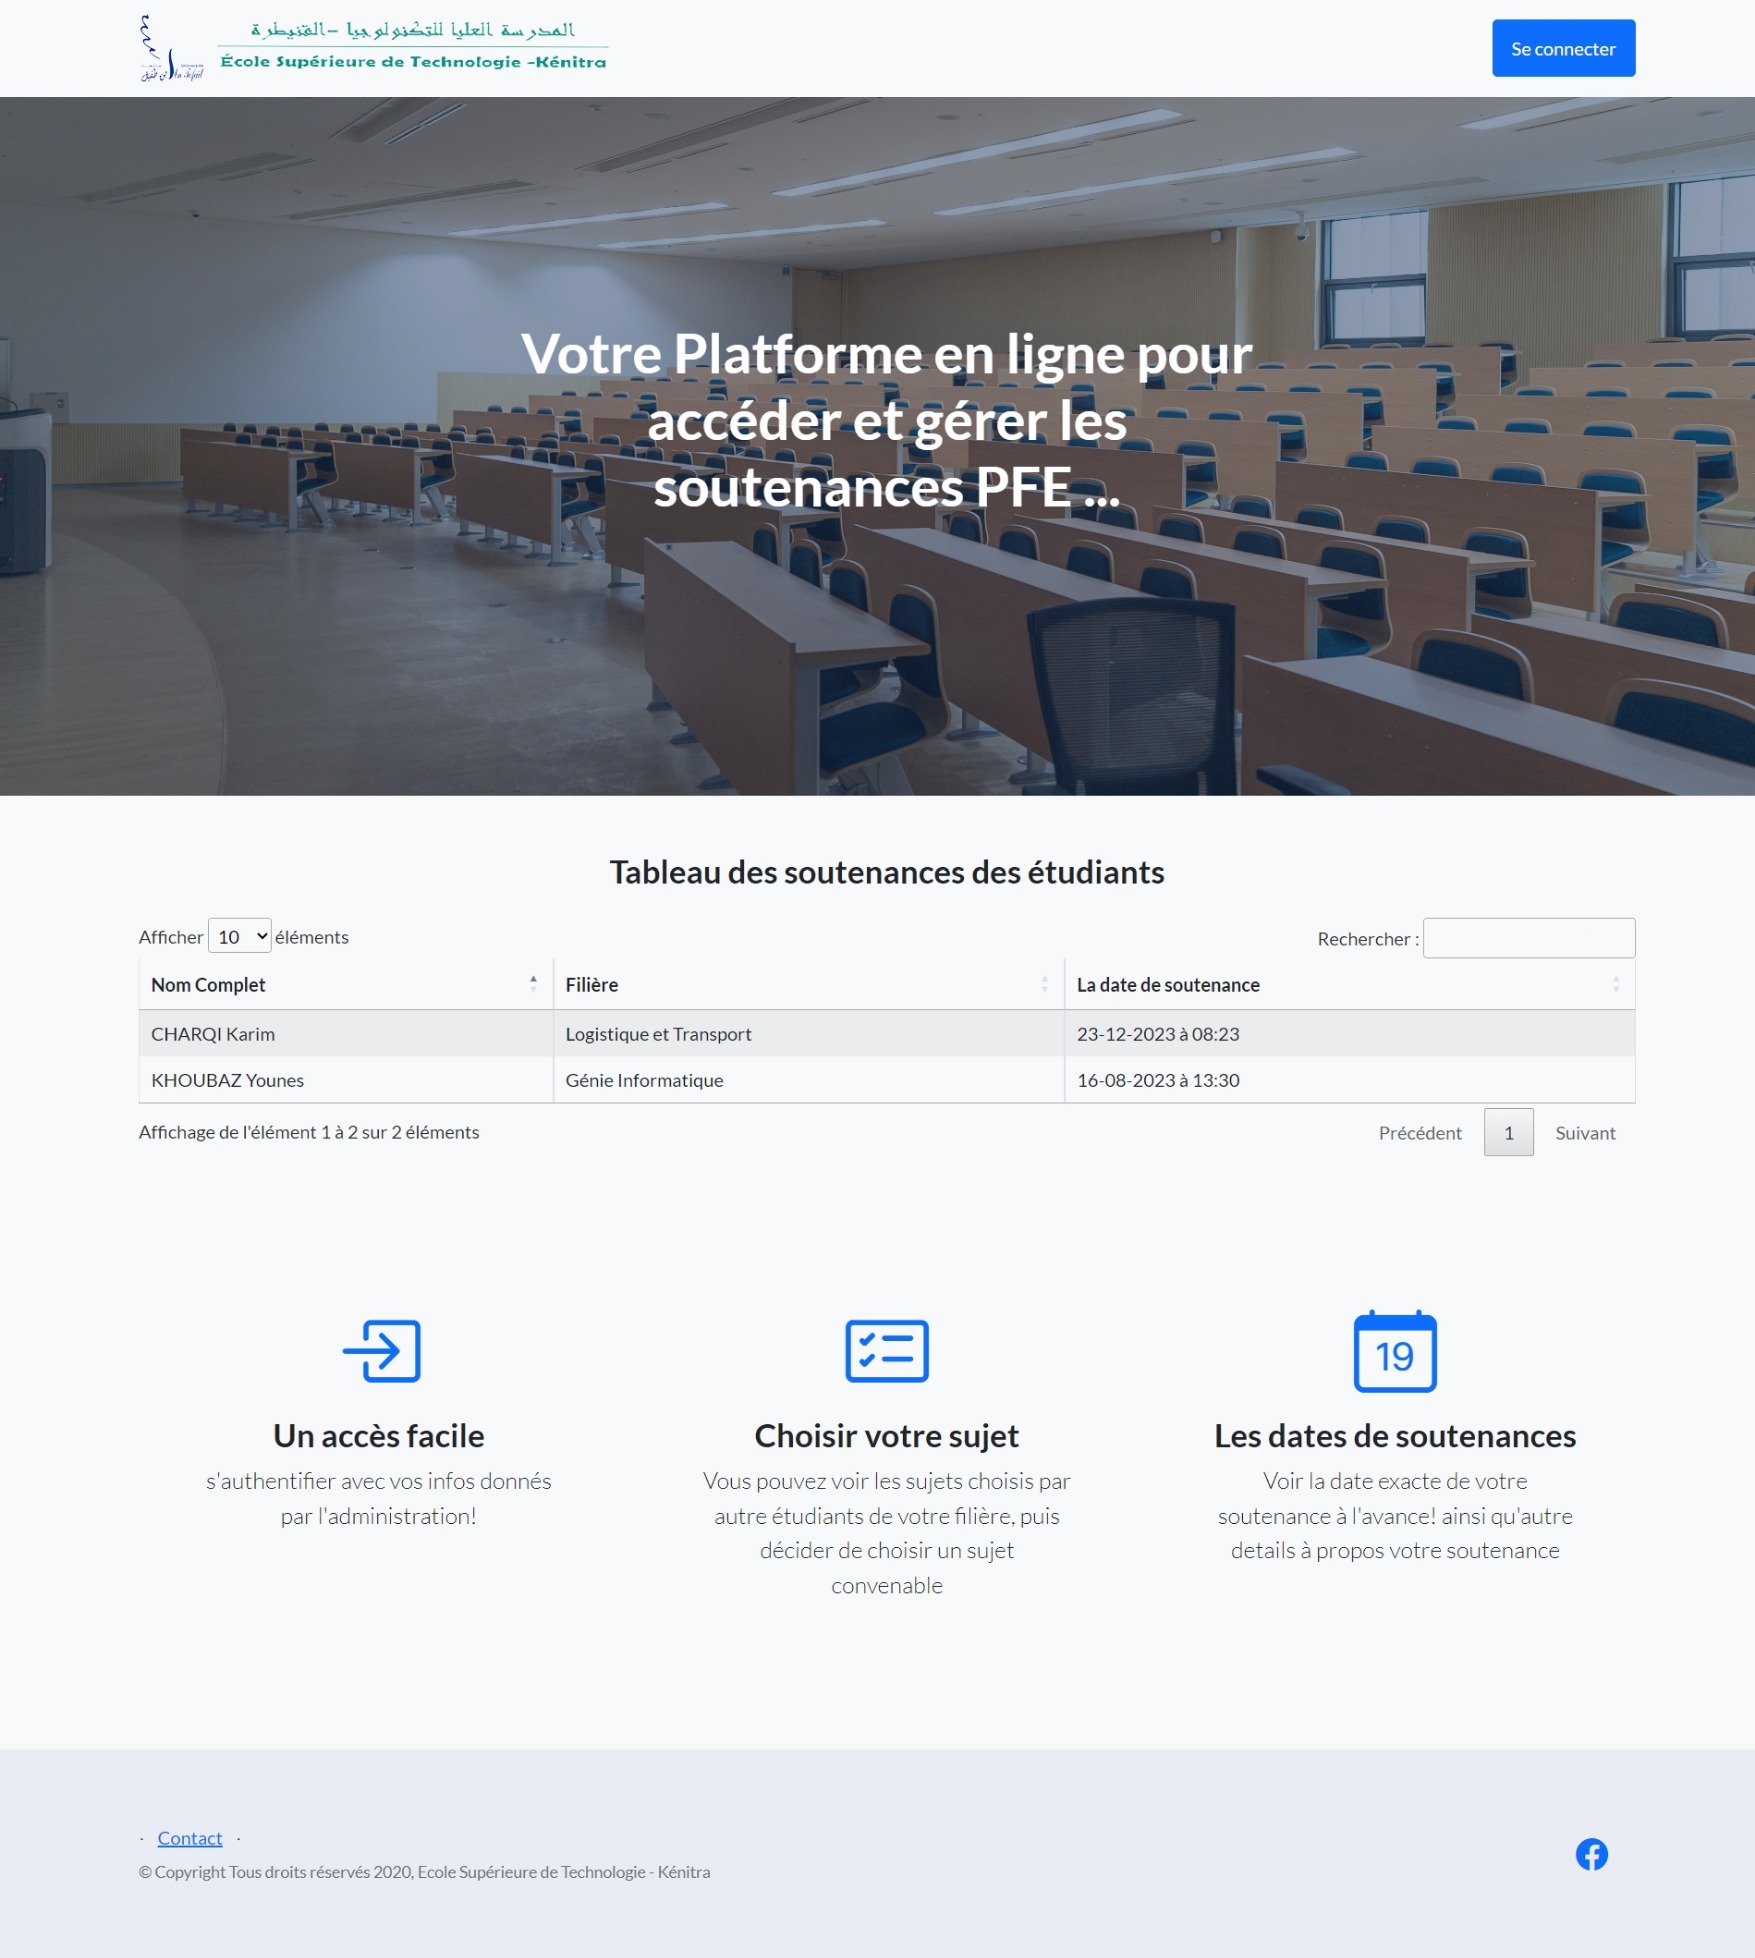 المدرسة العليا للتكنولوجيا -القنيطرة
École Supérieure de Technologie -Kénitra
Se connecter
Votre Platforme en ligne pour
accéder et gérer les
soutenances PFE ...
Tableau des soutenances des étudiants
Afficher 10 éléments
Rechercher :
Nom Complet Filière La date de soutenance
CHARQI Karim Logistique et Transport 23-12-2023 à 08:23
KHOUBAZ Younes Génie Informatique 16-08-2023 à 13:30
Affichage de l'élément 1 à 2 sur 2 éléments
Précédent 1 Suivant
19
Un accès facile
s'authentifier avec vos infos donnés
par l'administration!
Choisir votre sujet
Vous pouvez voir les sujets choisis par
autre étudiants de votre filière, puis
décider de choisir un sujet
convenable
Les dates de soutenances
Voir la date exacte de votre
soutenance à l'avance! ainsi qu'autre
details à propos votre soutenance
· Contact ·
© Copyright Tous droits réservés 2020, Ecole Supérieure de Technologie - Kénitra